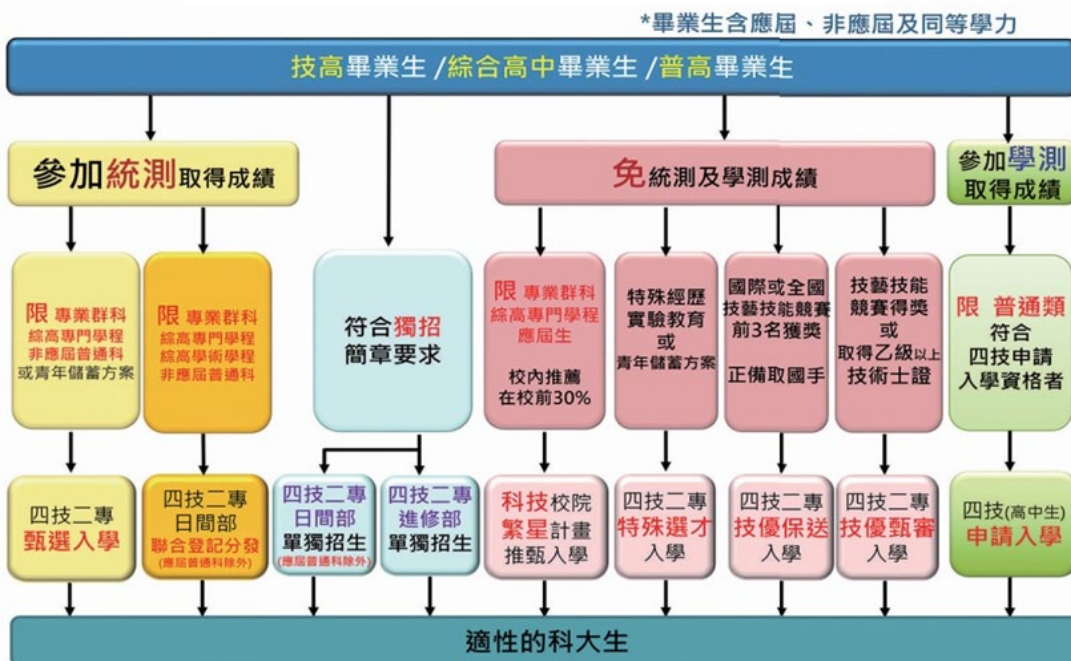 *畢業生含應屆、非應屆及同等學力
技高畢業生 /綜合高中畢業生 /普高畢業生
參加統測取得成績
免統測及學測成績
參加學測
取得成績
限 專業群科
綜高專門學程
非應屆普通科
或青年儲蓄方案
限 專業群科
綜高專門學程
綜高學術學程
非應屆普通科
符合獨招
簡章要求
限 專業群科
綜高專門學程
應屆生
校內推薦
在校前30%
特殊經歷
實驗教育
或
青年儲蓄方案
國際或全國
技藝技能競賽
前3名獲獎
正備取國手
技藝技能
競賽得獎
或
取得乙級以上
技術士證
限 普通類
符合
四技申請
入學資格者
四技二專
甄選入學
四技二專
日間部
聯合登記分發
(應屆普通科除外)
四技二專
日間部
單獨招生
(應屆普通科除外)
四技二專
進修部
單獨招生
科技校院
繁星計畫
推甄入學
四技二專
特殊選才
入學
四技二專
技優保送
入學
四技二專
技優甄審
入學
四技(高中生)
申請入學
適性的科大生